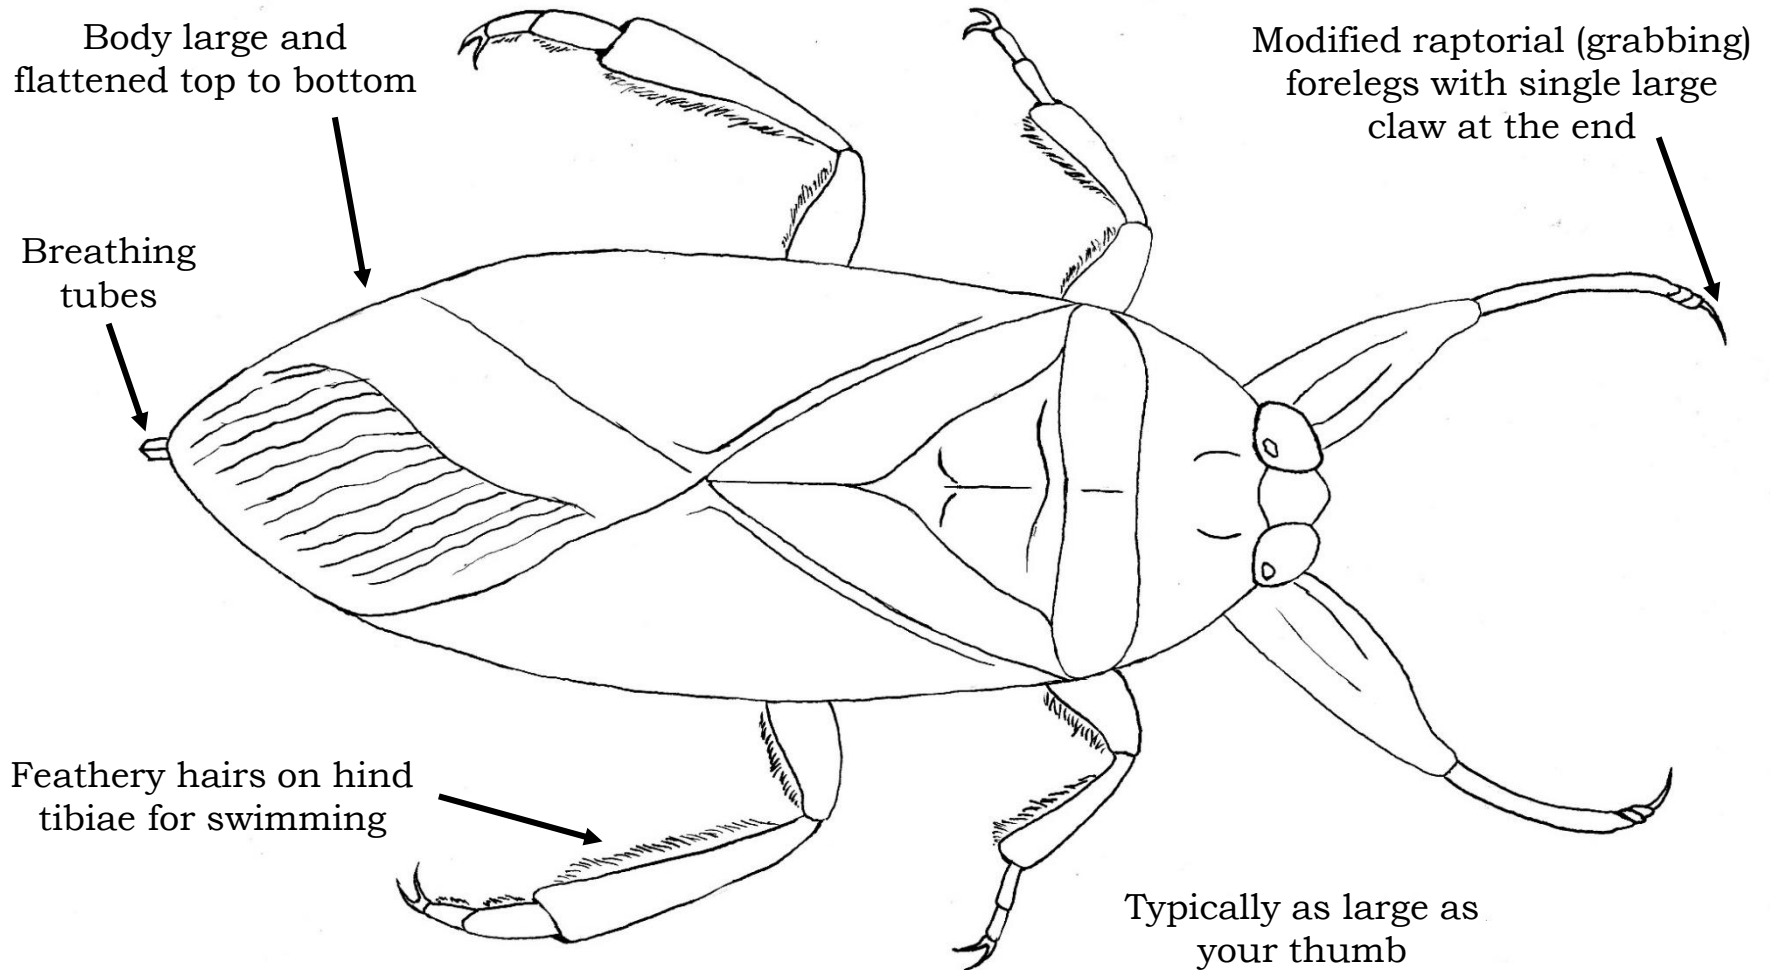 Body large and
flattened top to bottom
Modified raptorial (grabbing)
forelegs with single large
claw at the end
Breathing
tubes
Feathery hairs on hind
tibiae for swimming
Typically as large as
your thumb